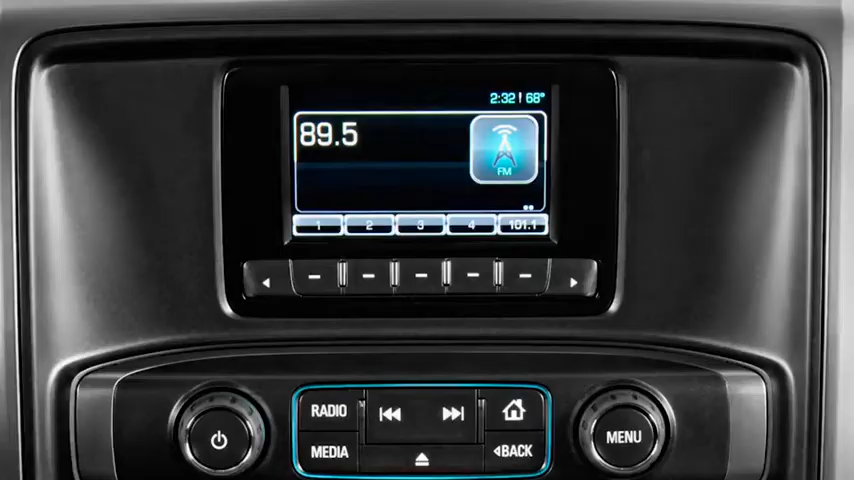 2:32 | 68°
89.5
FM
1 2 3 4 101.1
RADIO
MENU
MEDIA
BACK